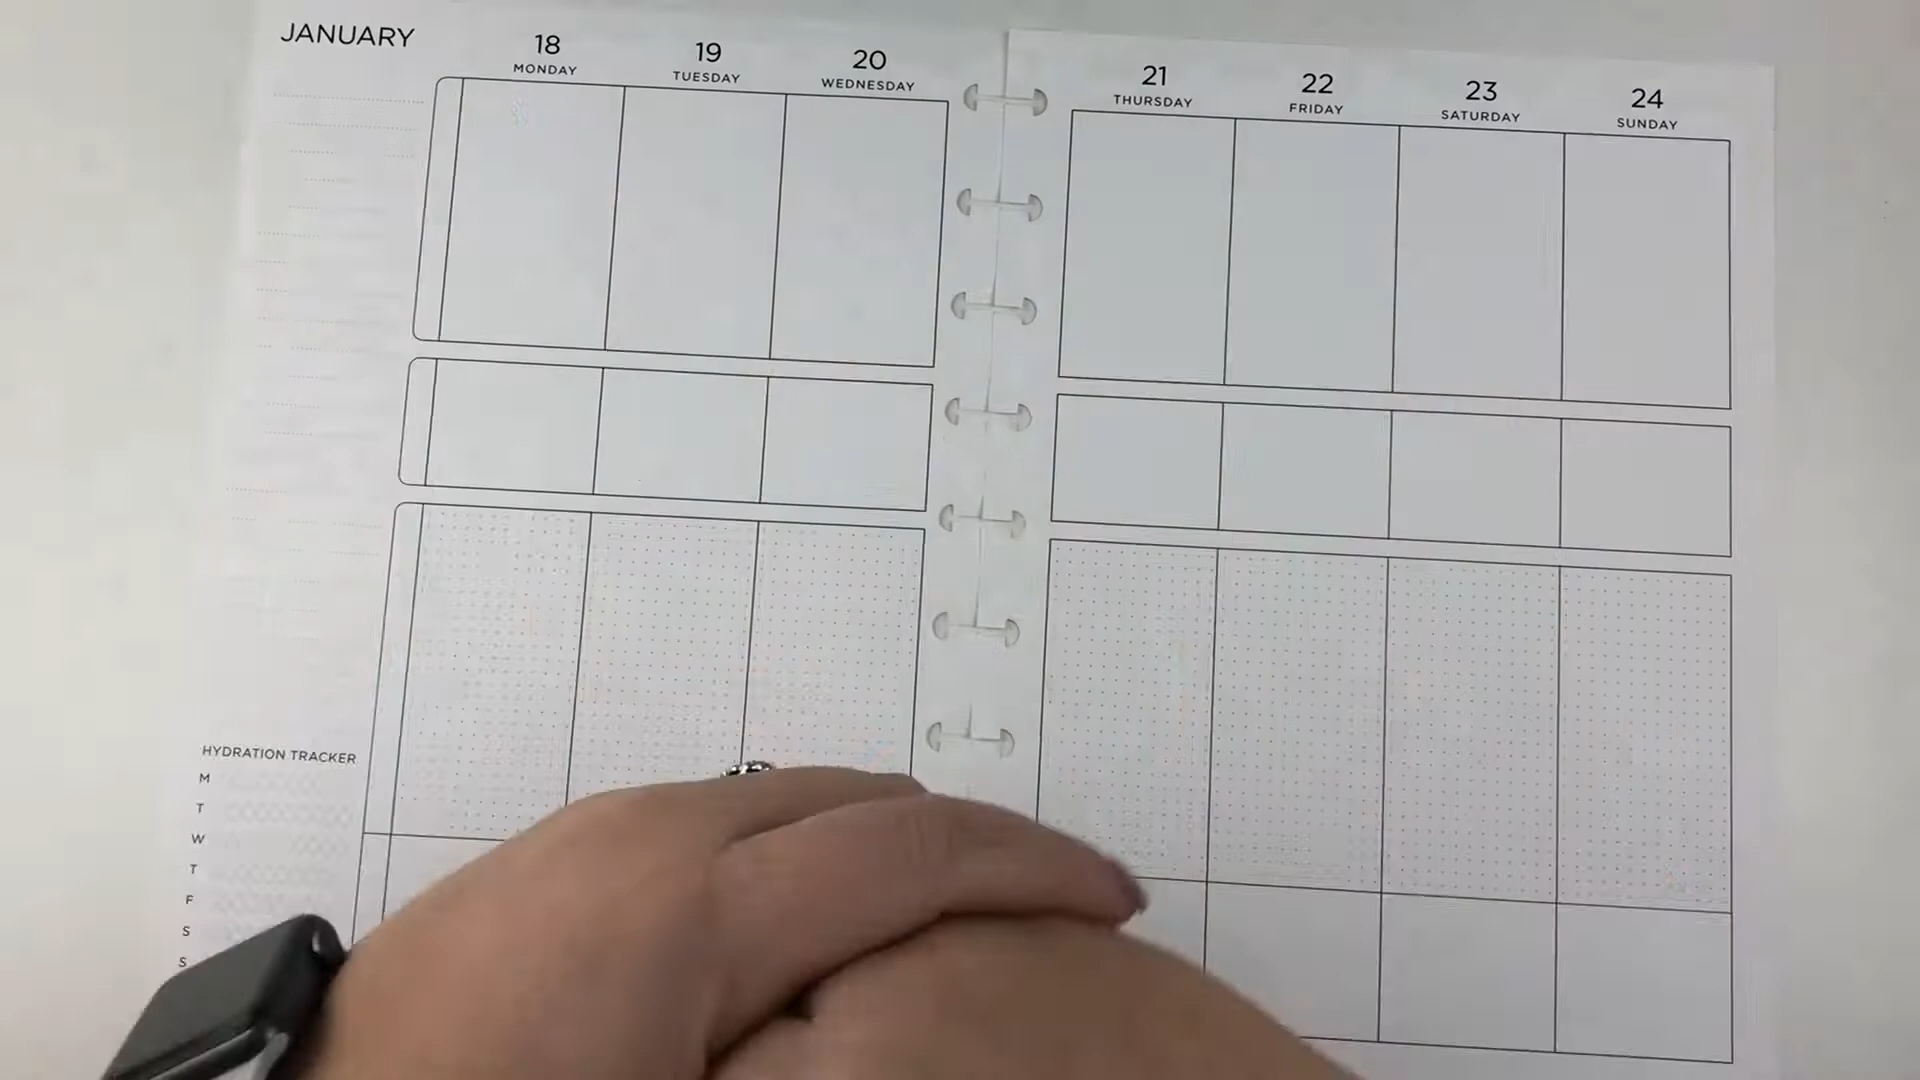 JANUARY
18
MONDAY
19
TUESDAY
20
WEDNESDAY
21
THURSDAY
22
FRIDAY
23
SATURDAY
24
SUNDAY
HYDRATION TRACKER
M
T
W
T
F
S
S